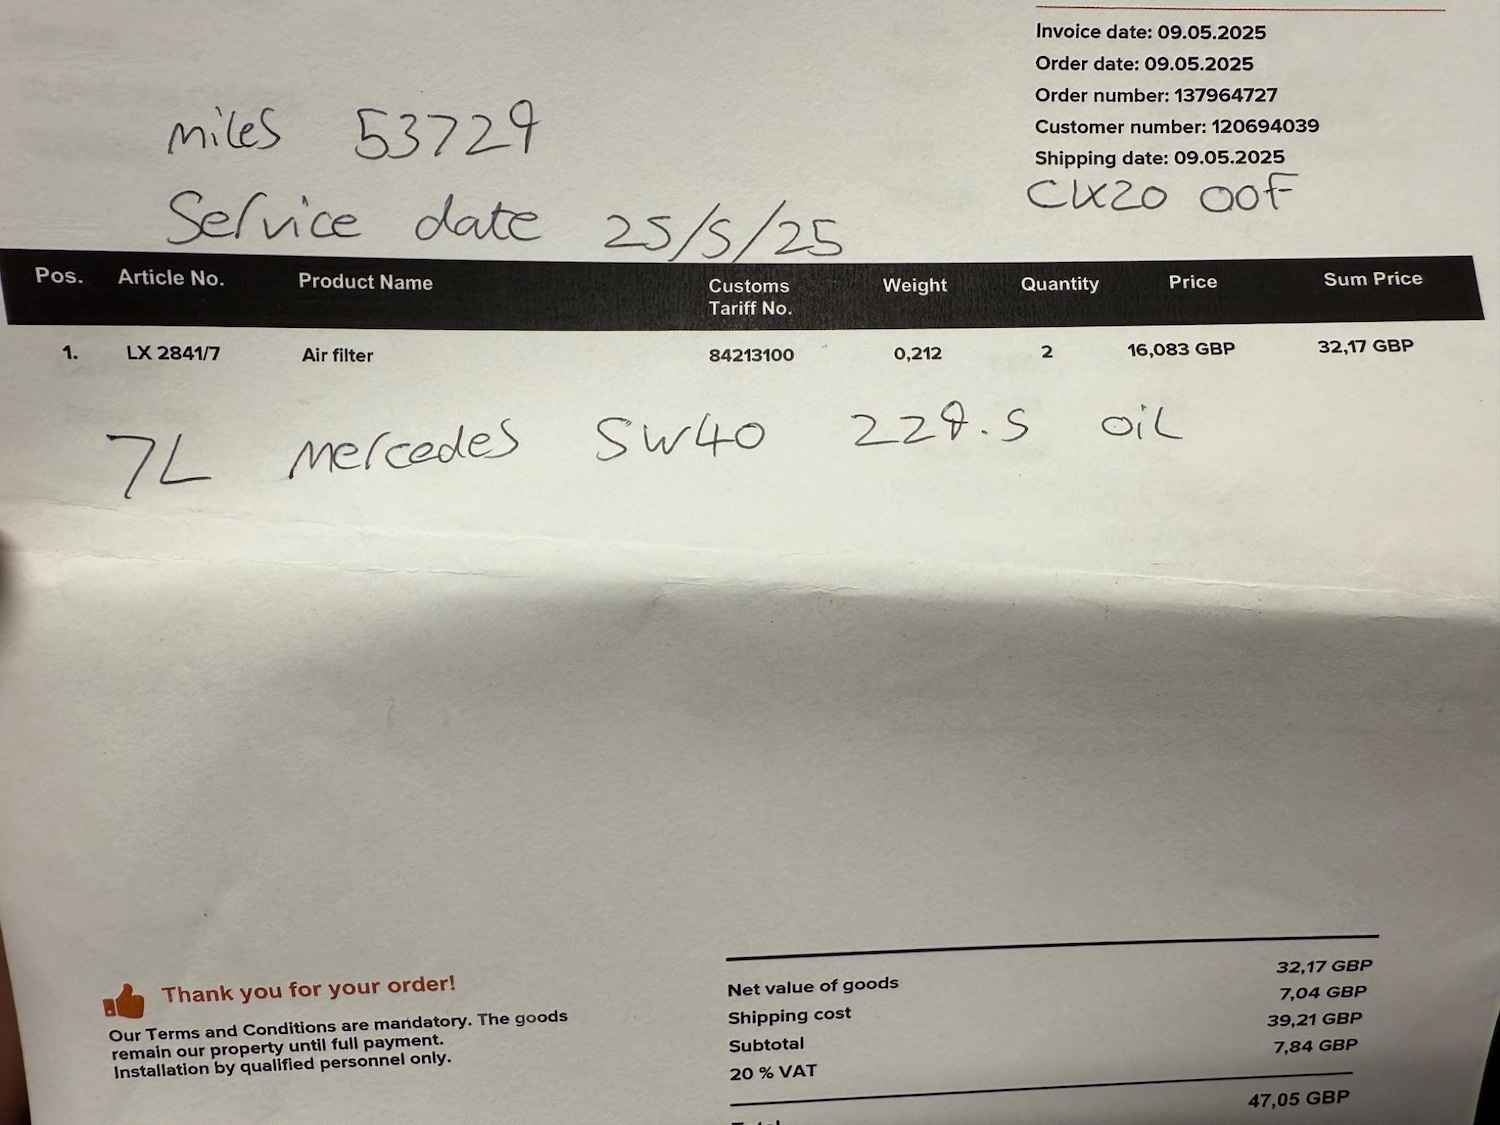 Invoice date: 09.05.2025
Order date: 09.05.2025
Order number: 137964727
Customer number: 120694039
Shipping date: 09.05.2025
miles 53729
CVX20 OOF
Service date 25/5/25
Pos. Article No. Product Name Customs Tariff No. Weight Quantity Price Sum Price
1. LX 2841/7 Air filter 84213100 0,212 2 16,083 GBP 32,17 GBP
7L Mercedes 5W40 229.5 oil
Thank you for your order!
Our Terms and Conditions are mandatory. The goods
remain our property until full payment.
Installation by qualified personnel only.
Net value of goods 32,17 GBP
Shipping cost 7,04 GBP
Subtotal 39,21 GBP
20 % VAT 7,84 GBP
47,05 GBP